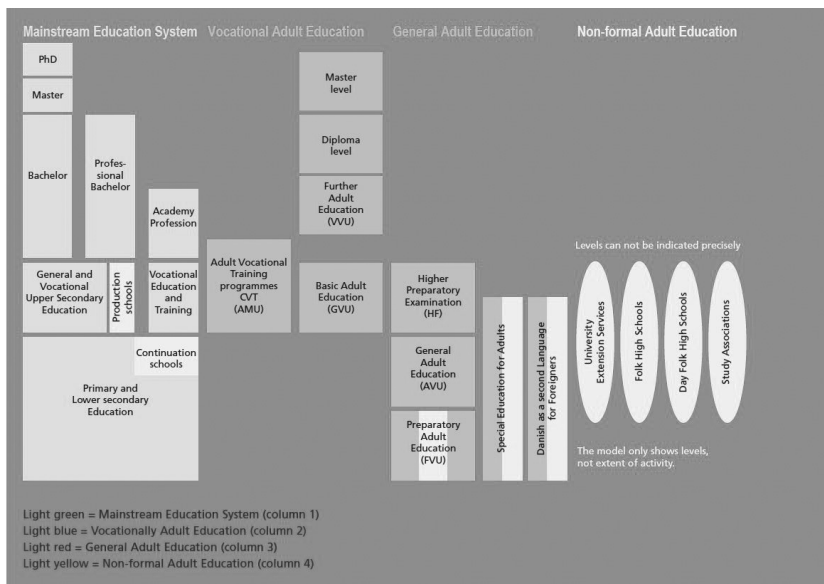 Mainstream Education System
Vocational Adult Education
General Adult Education
Non-formal Adult Education
PhD
Master
Bachelor
Profes-
sional
Bachelor
Academy
Profession
General and
Vocational
Upper Secondary
Education
Production
schools
Vocational
Education
and
Training
Continuation
schools
Primary and
Lower secondary
Education
Adult Vocational
Training
programmes
CVT
(AMU)
Master
level
Diploma
level
Further
Adult
Education
(VVU)
Basic Adult
Education
(GVU)
Higher
Preparatory
Examination
(HF)
General
Adult
Education
(AVU)
Preparatory
Adult
Education
(FVU)
Special Education for Adults
Danish as a second Language
for Foreigners
Levels can not be indicated precisely
University
Extension Services
Folk High Schools
Day Folk High Schools
Study Associations
The model only shows levels,
not extent of activity.
Light green = Mainstream Education System (column 1)
Light blue = Vocationally Adult Education (column 2)
Light red = General Adult Education (column 3)
Light yellow = Non-formal Adult Education (column 4)